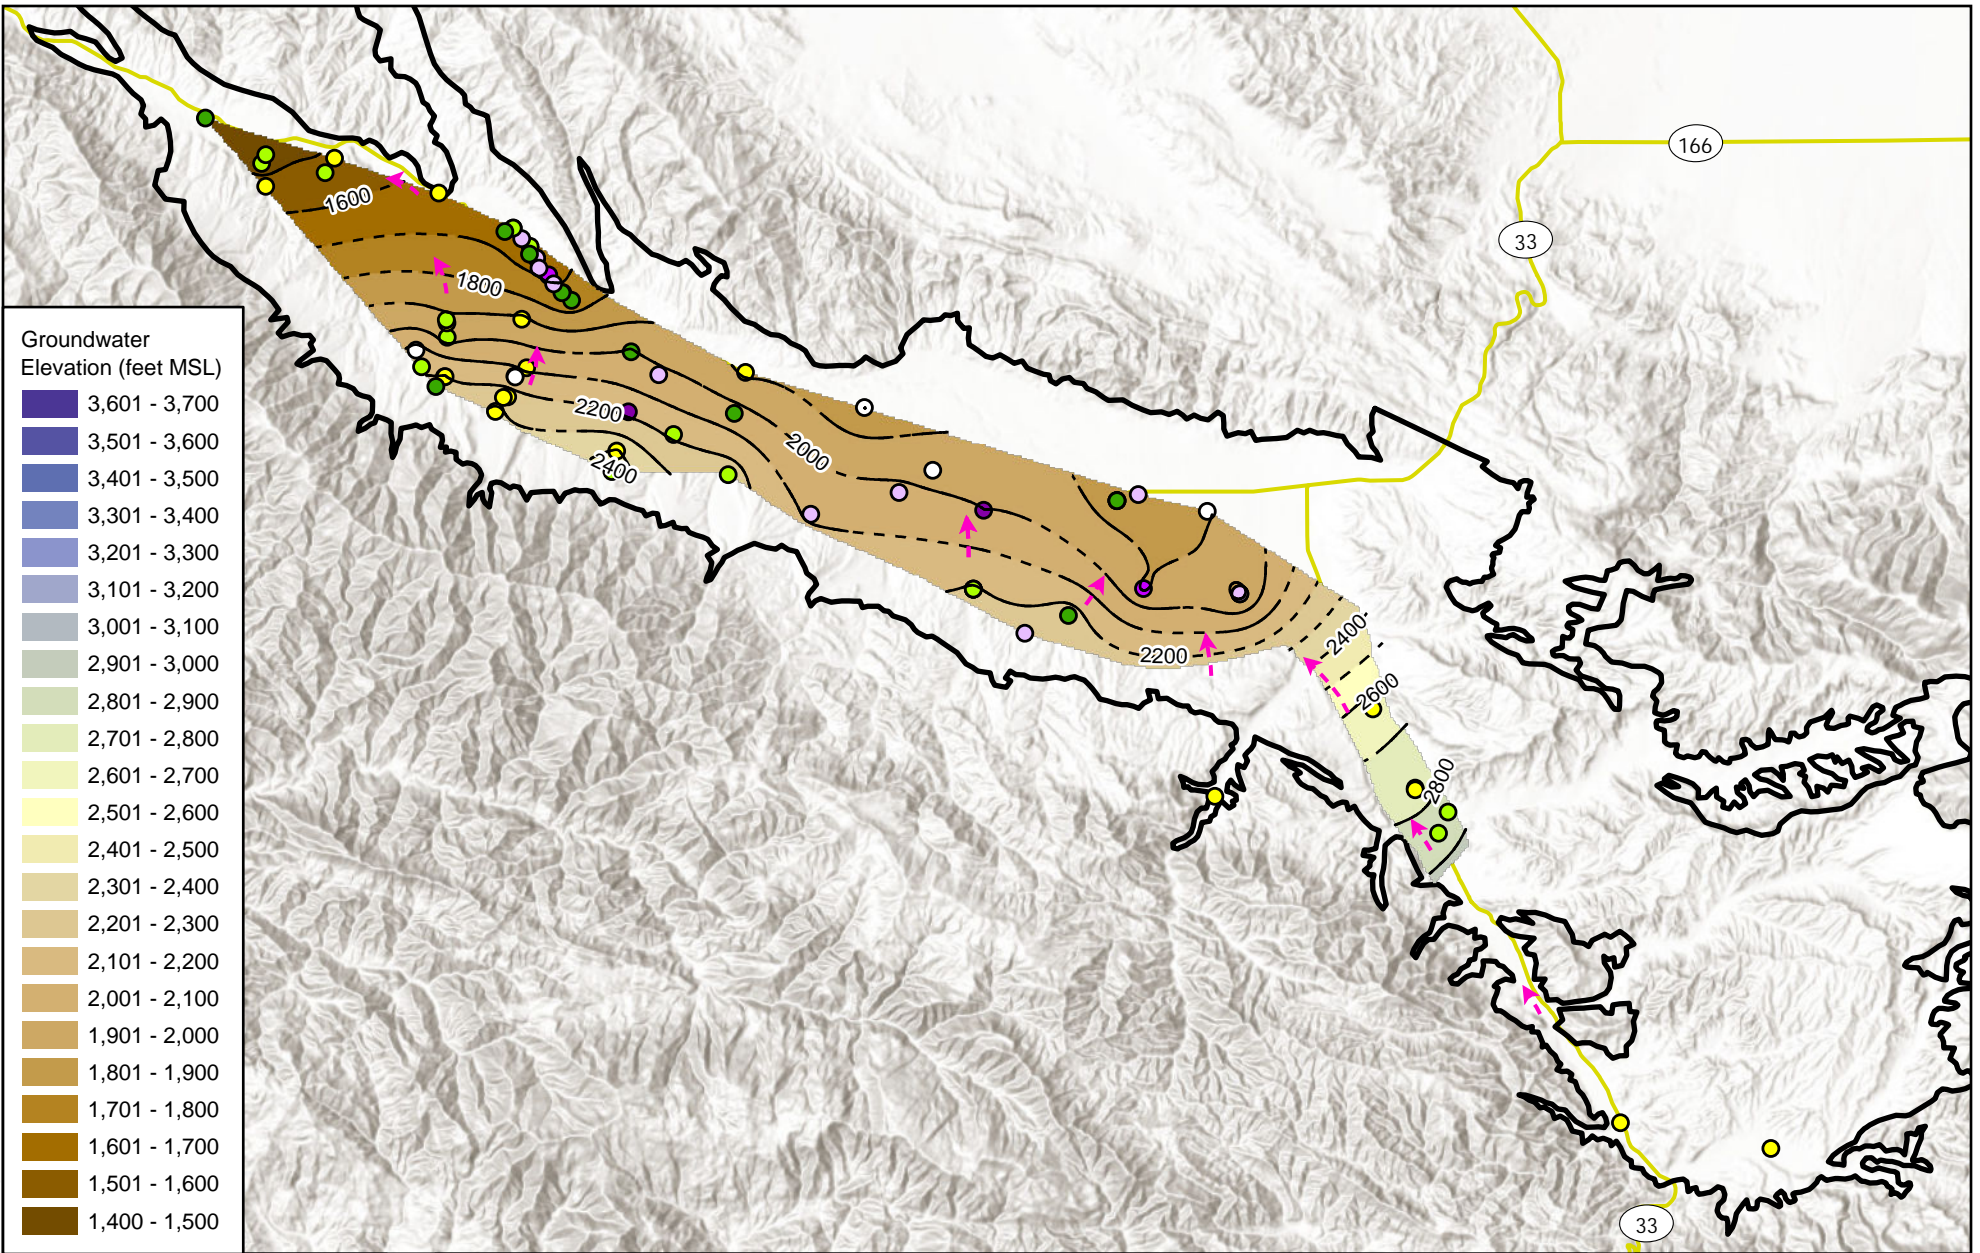 166
33
1600
1800
2200
2400
2000
2200
2400
2600
2800
33
Groundwater
Elevation (feet MSL)
3,601 - 3,700
3,501 - 3,600
3,401 - 3,500
3,301 - 3,400
3,201 - 3,300
3,101 - 3,200
3,001 - 3,100
2,901 - 3,000
2,801 - 2,900
2,701 - 2,800
2,601 - 2,700
2,501 - 2,600
2,401 - 2,500
2,301 - 2,400
2,201 - 2,300
2,101 - 2,200
2,001 - 2,100
1,901 - 2,000
1,801 - 1,900
1,701 - 1,800
1,601 - 1,700
1,501 - 1,600
1,400 - 1,500